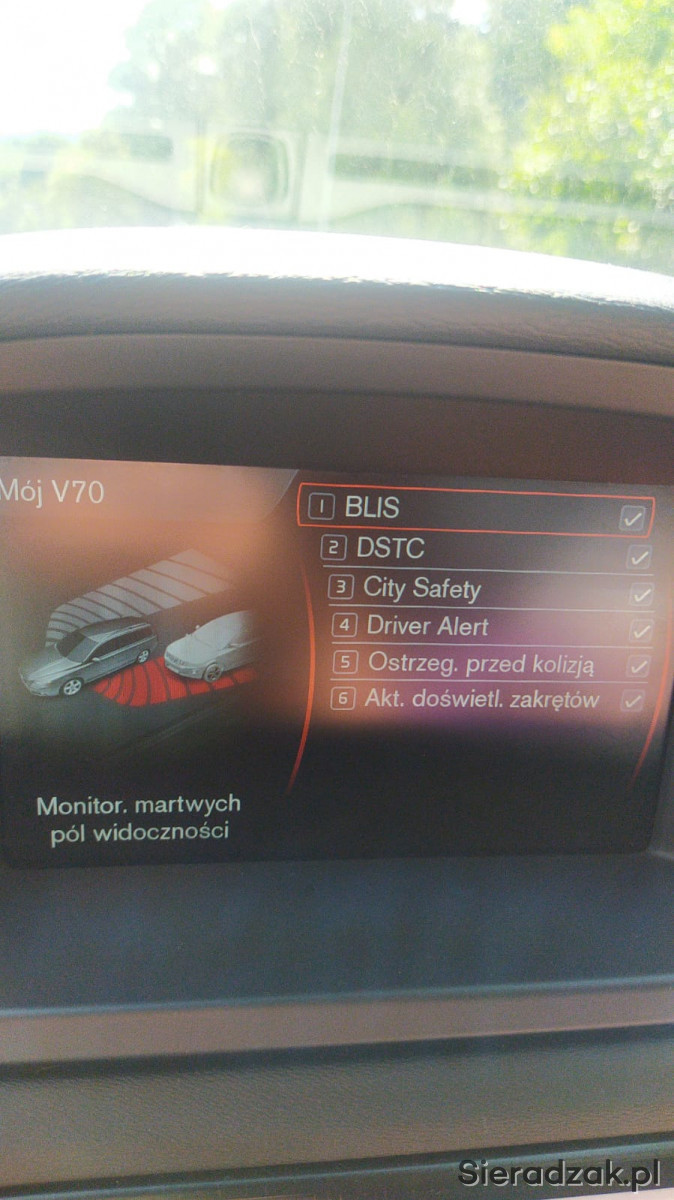 Mój V70
1 BLIS
2 DSTC
3 City Safety
4 Driver Alert
5 Ostrzeg. przed kolizją
6 Akt. doświetl. zakrętów
Monitor. martwych
pól widoczności
Sieradzak.pl